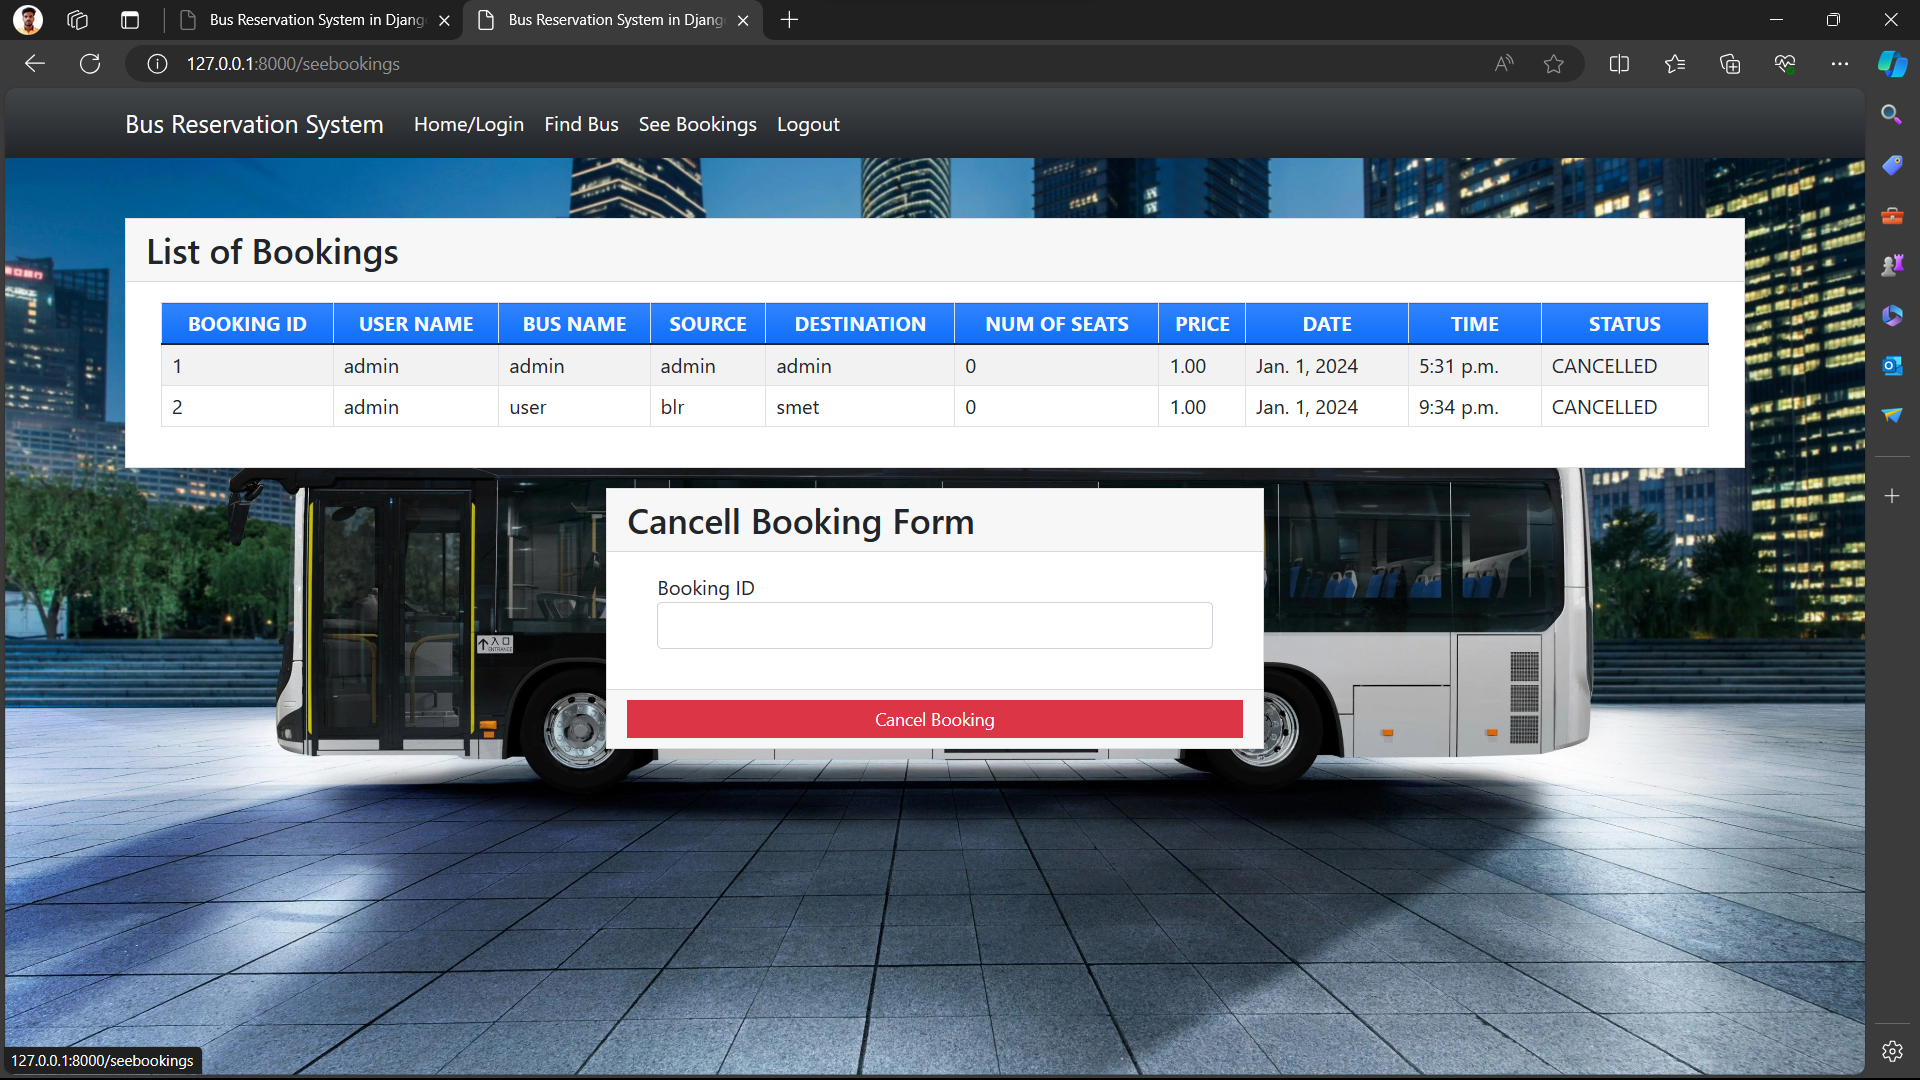 Bus Reservation System in Djang
Bus Reservation System in Djang
127.0.0.1:8000/seebookings
Bus Reservation System Home/Login Find Bus See Bookings Logout
List of Bookings
BOOKING ID USER NAME BUS NAME SOURCE DESTINATION NUM OF SEATS PRICE DATE TIME STATUS
1 admin admin admin admin 0 1.00 Jan. 1, 2024 5:31 p.m. CANCELLED
2 admin user blr smet 0 1.00 Jan. 1, 2024 9:34 p.m. CANCELLED
Cancell Booking Form
Booking ID
入口
ENTRANCE
Cancel Booking
127.0.0.1:8000/seebookings